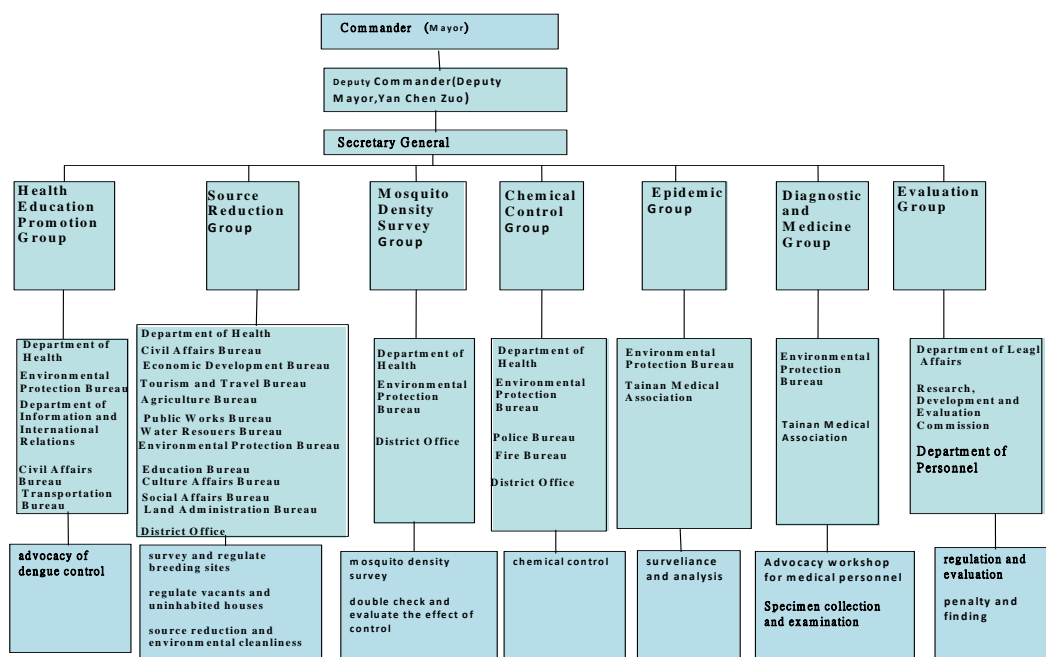 Commander (Mayor)
Deputy Commander(Deputy
Mayor,Yan Chen Zuo)
Secretary General
Health
Education
Promotion
Group
Source
Reduction
Group
Mosquito
Density
Survey
Group
Chemical
Control
Group
Epidemic
Group
Diagnostic
and
Medicine
Group
Evaluation
Group
Department of
Health
Environmental
Protection Bureau
Department of
Information and
International
Relations
Civil Affairs
Bureau
Transportation
Bureau
Department of Health
Civil Affairs Bureau
Economic Development Bureau
Tourism and Travel Bureau
Agriculture Bureau
Public Works Bureau
Water Resouers Bureau
Environmental Protection Bureau
Education Bureau
Culture Affairs Bureau
Social Affairs Bureau
Land Administration Bureau
District Office
Department of
Health
Environmental
Protection
Bureau
District Office
Department of
Health
Environmental
Protection
Bureau
Police Bureau
Fire Bureau
District Office
Environmental
Protection Bureau
Tainan Medical
Association
Environmental
Protection
Bureau
Tainan Medical
Association
Department of Leagl
Affairs
Research,
Development and
Evaluation
Commission
Department of
Personnel
advocacy of
dengue control
survey and regulate
breeding sites
regulate vacants and
uninhabited houses
source reduction and
environmental cleanliness
mosquito density
survey
double check and
evaluate the effect of
control
chemical control
surveliance
and analysis
Advocacy workshop
for medical personnel
Specimen collection
and examination
regulation and
evaluation
penalty and
finding